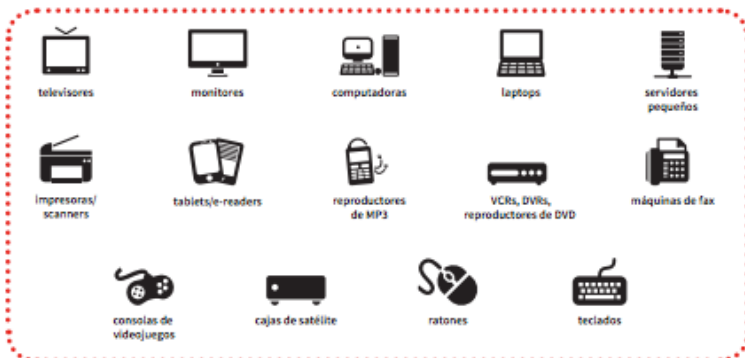 televisores
monitores
computadoras
laptops
servidores
pequeños
impresoras/
scanners
tablets/e-readers
reproductores
de MP3
VCRs, DVRs,
reproductores de DVD
máquinas de fax
consolas de
videojuegos
cajas de satélite
ratones
teclados